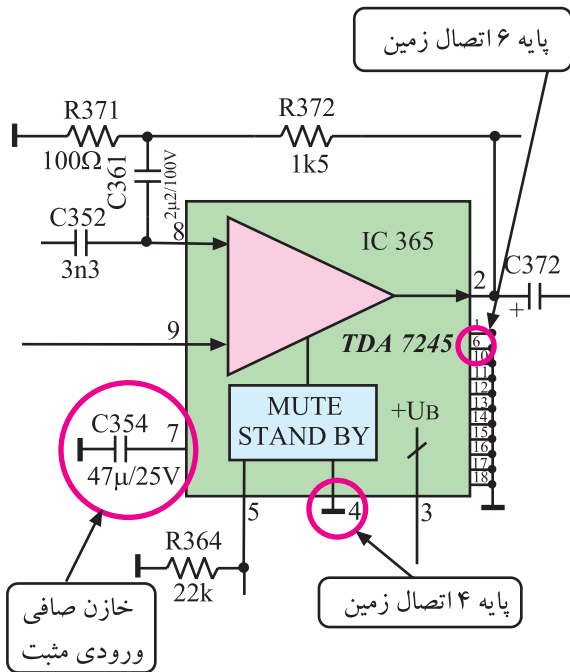 پایه ۶ اتصال زمین
R371
100Ω
R372
1k5
C361
2μ2/100V
C352
3n3
8
IC 365
2
C372
+
9
TDA 7245
1
6
10
11
12
13
14
15
16
17
18
MUTE
STAND BY
+UB
C354
47μ/25V
7
5
4
3
R364
22k
خازن صافی
ورودی مثبت
پایه ۴ اتصال زمین